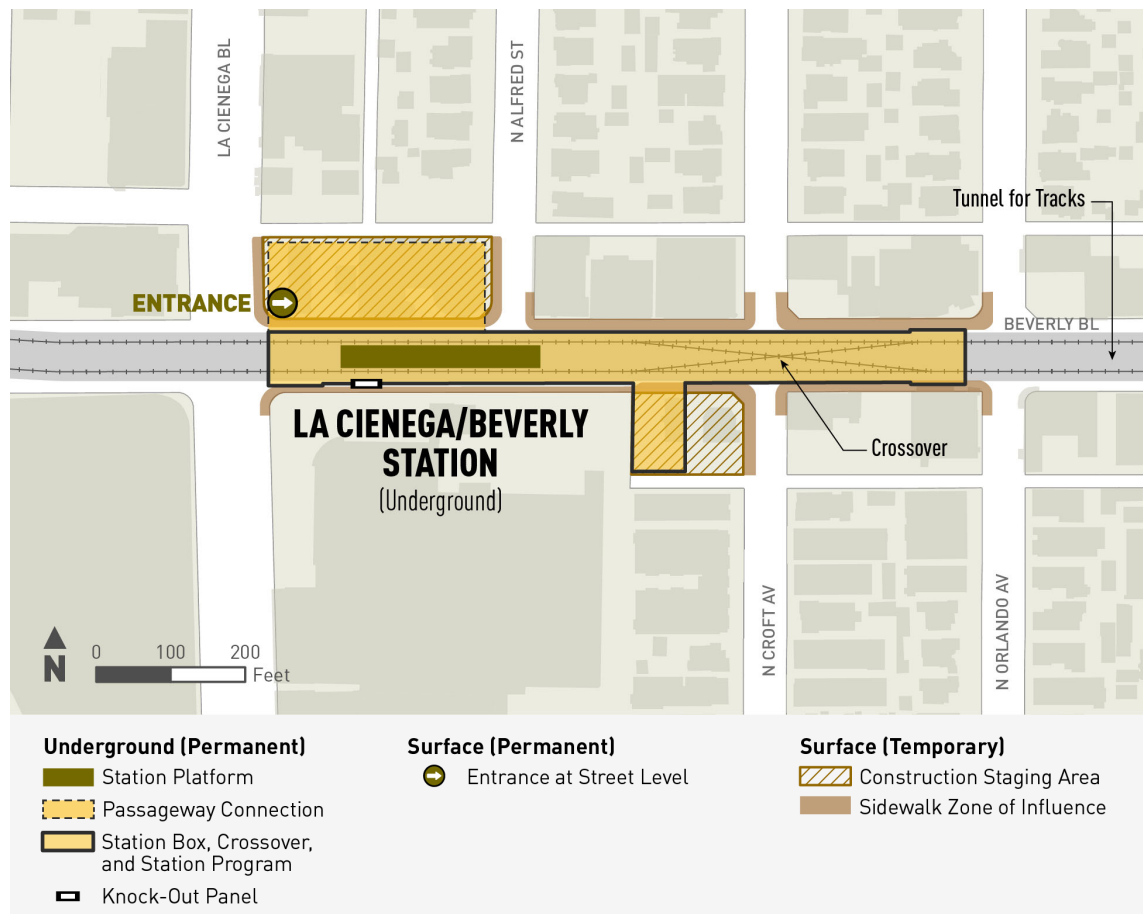 LA CIENEGA BL
N ALFRED ST
Tunnel for Tracks
ENTRANCE
BEVERLY BL
LA CIENEGA/BEVERLY
STATION
(Underground)
Crossover
N CROFT AV
N ORLANDO AV
N
0 100 200
Feet
Underground (Permanent)
Station Platform
Passageway Connection
Station Box, Crossover,
and Station Program
Knock-Out Panel
Surface (Permanent)
Entrance at Street Level
Surface (Temporary)
Construction Staging Area
Sidewalk Zone of Influence